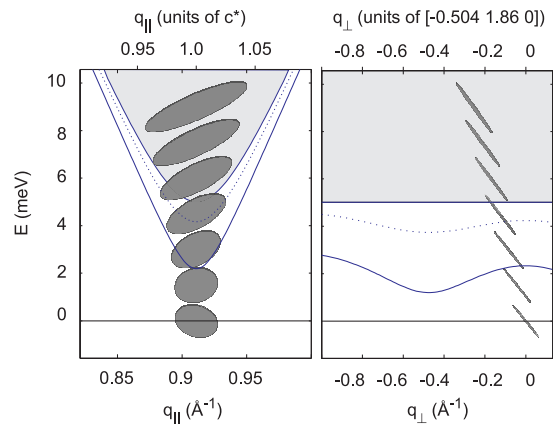 q|| (units of c*)
0.95 1.0 1.05
q⊥ (units of [-0.504 1.86 0])
-0.8 -0.6 -0.4 -0.2 0
E (meV)
10
8
6
4
2
0
0.85 0.9 0.95
q|| (Å-1)
-1 -0.8 -0.6 -0.4 -0.2 0
q⊥ (Å-1)